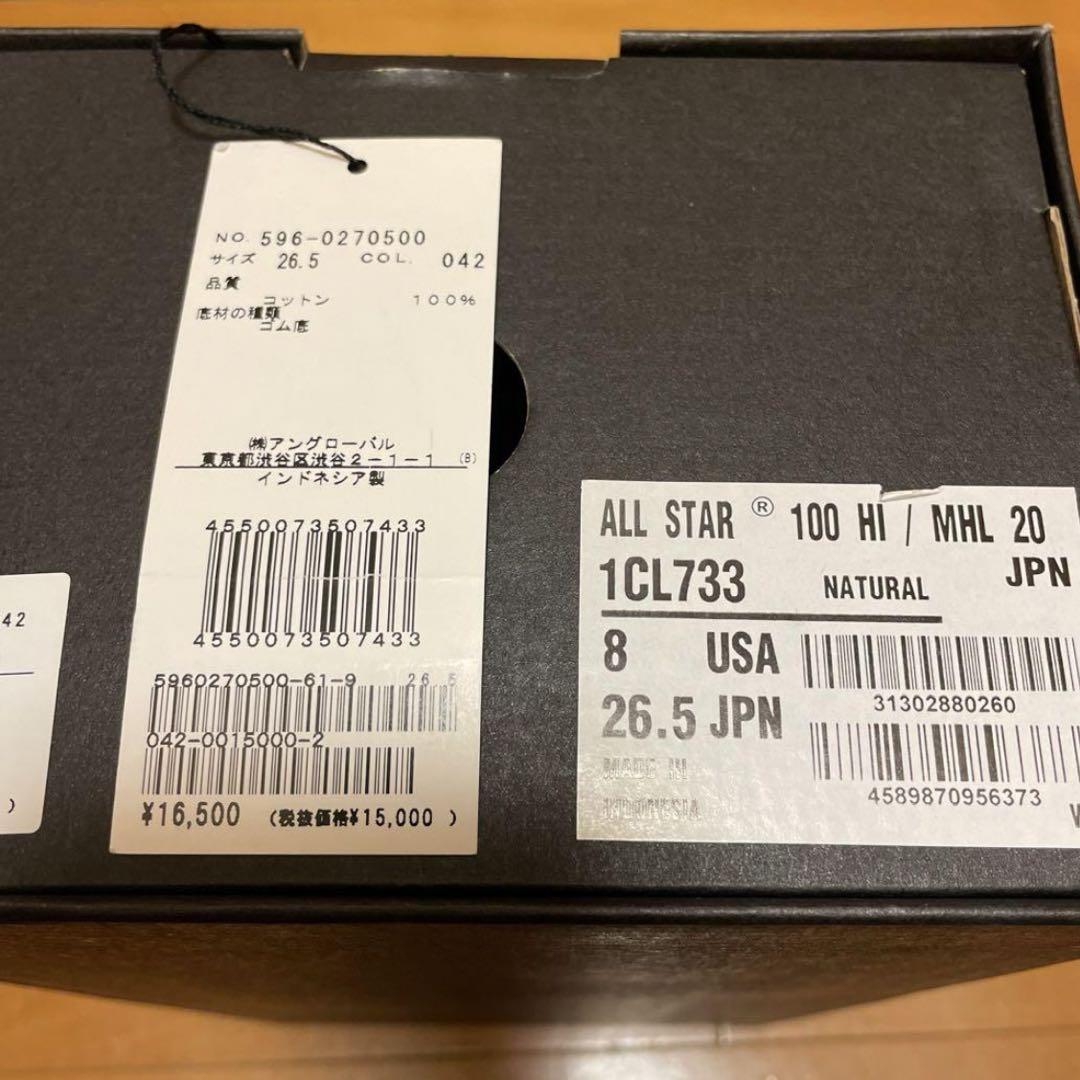 NO. 596-0270500
サイズ 26.5 COL. 042
品質
コットン 100%
底材の種類
ゴム底
㈱アングローバル
東京都渋谷区渋谷2-1-1 (B)
インドネシア製
4550073507433
4550073507433
5960270500-61-9 26.5
042-0015000-2
¥16,500 (税抜価格¥15,000 )
42
)
ALL STAR ® 100 HI / MHL 20
1CL733 NATURAL JPN
8 USA
31302880260
26.5 JPN
MADE IN
INDONESIA
4589870956373